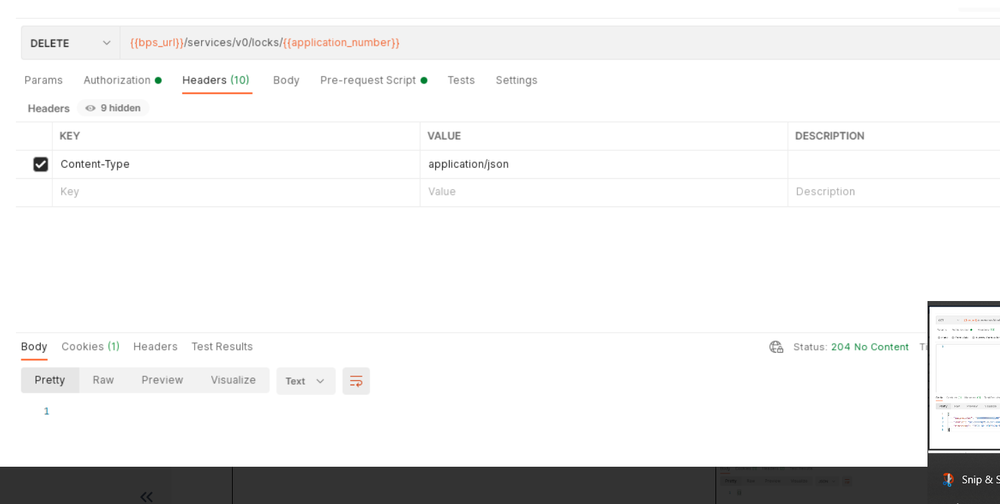 DELETE {{bps_url}}/services/v0/locks/{{application_number}}
Params Authorization Headers (10) Body Pre-request Script Tests Settings
Headers 9 hidden
KEY VALUE DESCRIPTION
Content-Type application/json
Key Value Description
Body Cookies (1) Headers Test Results Status: 204 No Content Ti
Pretty Raw Preview Visualize Text
1
Snip & S